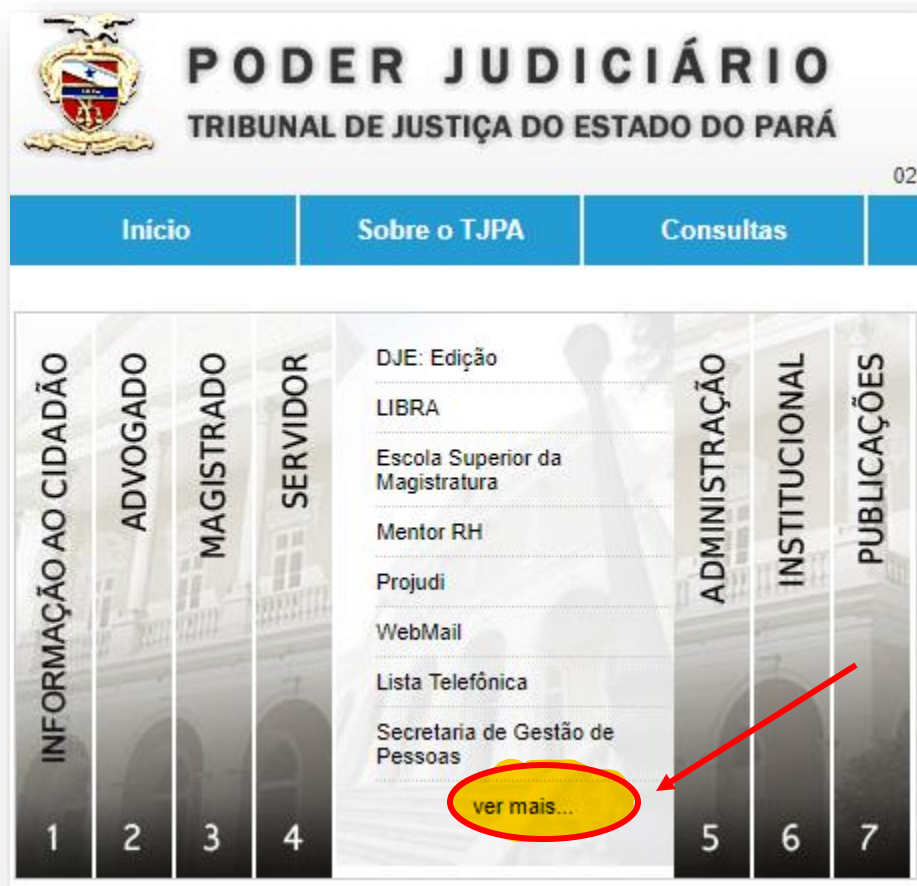 PODER JUDICIÁRIO
TRIBUNAL DE JUSTIÇA DO ESTADO DO PARÁ
02
Início
Sobre o TJPA
Consultas
INFORMAÇÃO AO CIDADÃO
1
ADVOGADO
2
MAGISTRADO
3
SERVIDOR
4
DJE: Edição
LIBRA
Escola Superior da
Magistratura
Mentor RH
Projudi
WebMail
Lista Telefônica
Secretaria de Gestão de
Pessoas
ver mais...
ADMINISTRAÇÃO
5
INSTITUCIONAL
6
PUBLICAÇÕES
7